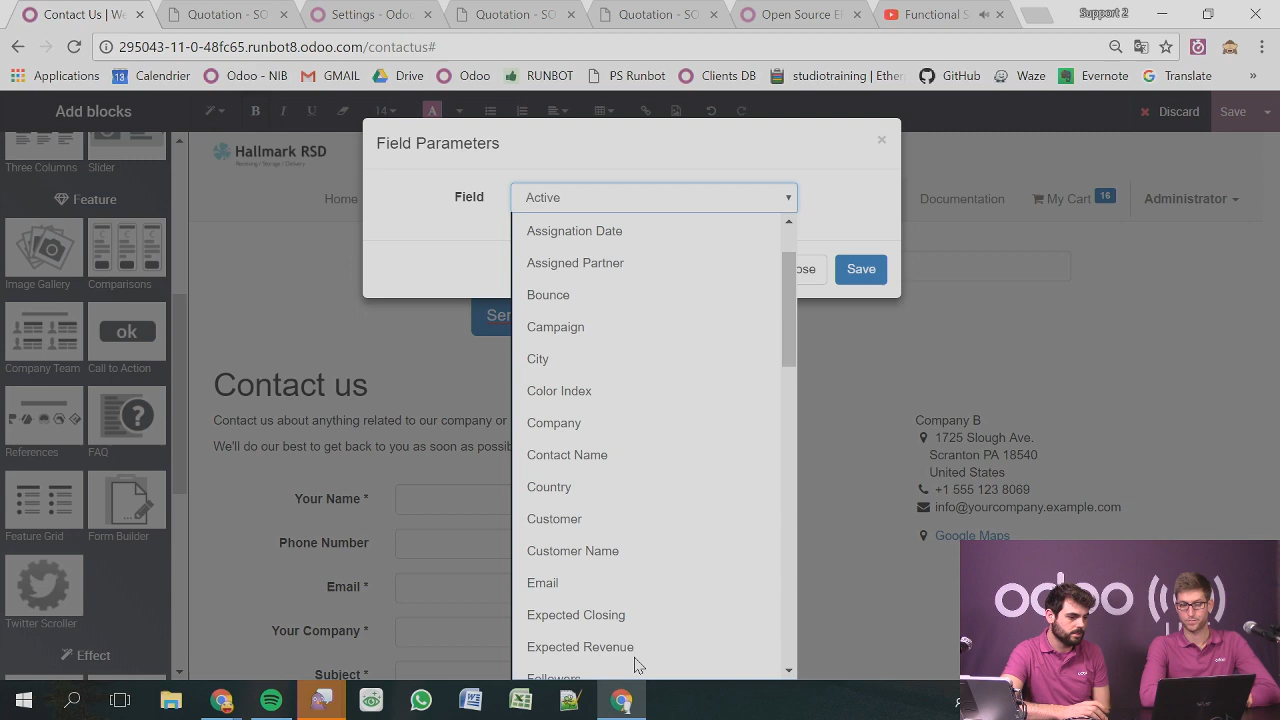 Contact Us | We
Quotation - SO
Settings - Odoo
Quotation - SO
Quotation - SO
Open Source E
Functional S
Support 2
295043-11-0-48fc65.runbot8.odoo.com/contactus#
Applications
13
Calendrier
Odoo - NIB
GMAIL
Drive
Odoo
RUNBOT
PS Runbot
Clients DB
studiotraining | Ether
GitHub
Waze
Evernote
Translate
»
Add blocks
B
I
U
14
A
Discard
Save
Three Columns
Slider
Feature
Image Gallery
Comparisons
Company Team
ok
Call to Action
References
FAQ
Feature Grid
Form Builder
Twitter Scroller
Effect
Hallmark RSD
Home
Documentation
My Cart
16
Administrator
Field Parameters
×
Field
Active
Assignation Date
Assigned Partner
Bounce
Campaign
City
Color Index
Company
Contact Name
Country
Customer
Customer Name
Email
Expected Closing
Expected Revenue
Followers
ose
Save
Sen
Contact us
Contact us about anything related to our company or
We'll do our best to get back to you as soon as possib
Your Name *
Phone Number
Email *
Your Company *
Subject *
Company B
1725 Slough Ave.
Scranton PA 18540
United States
+1 555 123 8069
info@yourcompany.example.com
Google Maps
odoo